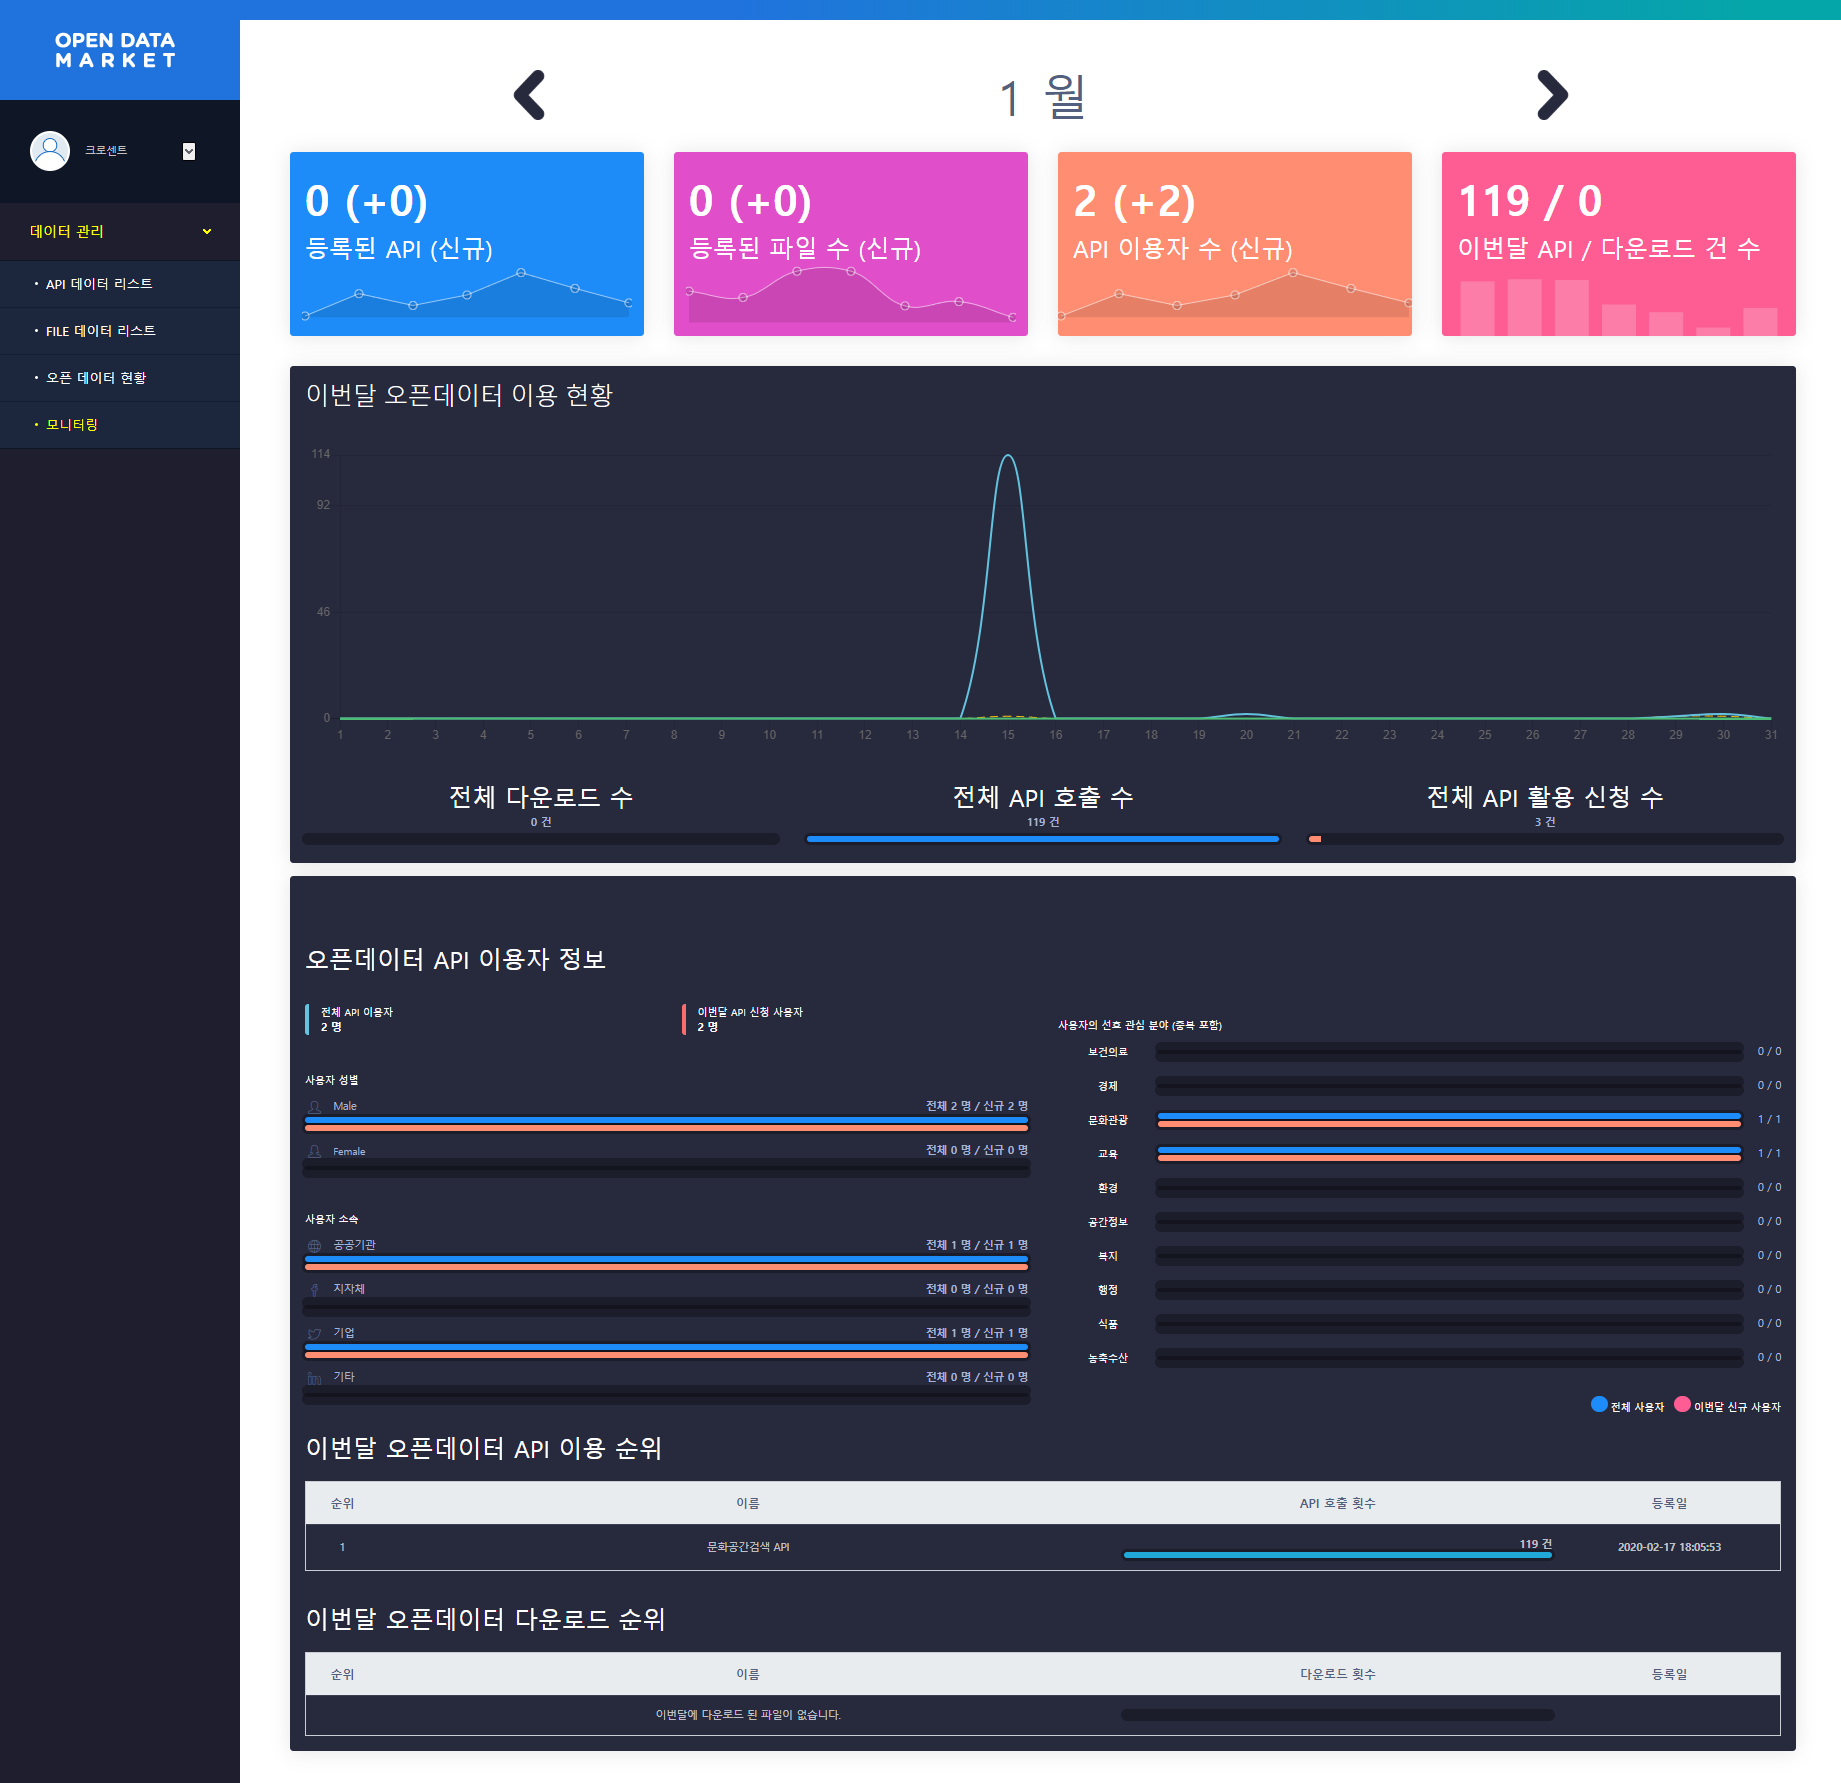 OPEN DATA
MARKET
크로센트
데이터 관리
· API 데이터 리스트
· FILE 데이터 리스트
· 오픈 데이터 현황
· 모니터링
1 월
0 (+0)
등록된 API (신규)
0 (+0)
등록된 파일 수 (신규)
2 (+2)
API 이용자 수 (신규)
119 / 0
이번달 API / 다운로드 건 수
이번달 오픈데이터 이용 현황
114
92
46
0
1 2 3 4 5 6 7 8 9 10 11 12 13 14 15 16 17 18 19 20 21 22 23 24 25 26 27 28 29 30 31
전체 다운로드 수
0 건
전체 API 호출 수
119 건
전체 API 활용 신청 수
3 건
오픈데이터 API 이용자 정보
전체 API 이용자
2 명
이번달 API 신청 사용자
2 명
사용자 성별
Male 전체 2 명 / 신규 2 명
Female 전체 0 명 / 신규 0 명
사용자 소속
공공기관 전체 1 명 / 신규 1 명
지자체 전체 0 명 / 신규 0 명
기업 전체 1 명 / 신규 1 명
기타 전체 0 명 / 신규 0 명
사용자의 선호 관심 분야 (중복 포함)
보건의료 0 / 0
경제 0 / 0
문화관광 1 / 1
교육 1 / 1
환경 0 / 0
공간정보 0 / 0
복지 0 / 0
행정 0 / 0
식품 0 / 0
농축수산 0 / 0
전체 사용자 이번달 신규 사용자
이번달 오픈데이터 API 이용 순위
순위 이름 API 호출 횟수 등록일
1 문화공간검색 API 119 건 2020-02-17 18:05:53
이번달 오픈데이터 다운로드 순위
순위 이름 다운로드 횟수 등록일
이번달에 다운로드 된 파일이 없습니다.